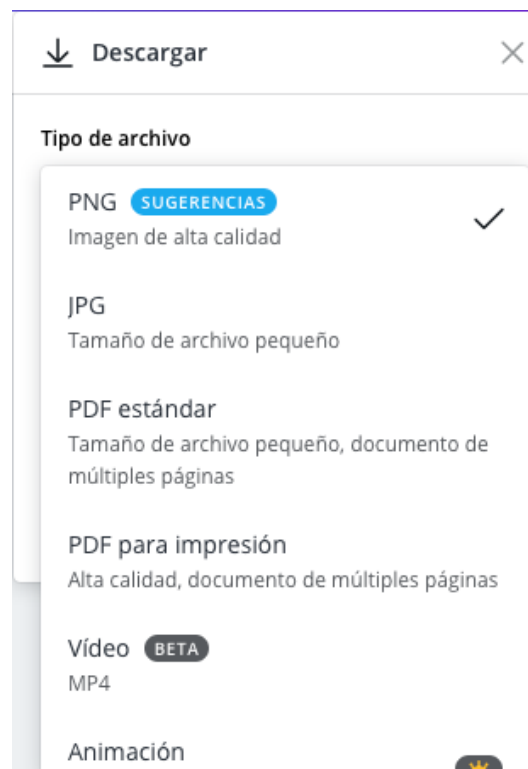 Descargar
Tipo de archivo
PNG SUGERENCIAS
Imagen de alta calidad
JPG
Tamaño de archivo pequeño
PDF estándar
Tamaño de archivo pequeño, documento de
múltiples páginas
PDF para impresión
Alta calidad, documento de múltiples páginas
Vídeo BETA
MP4
Animación